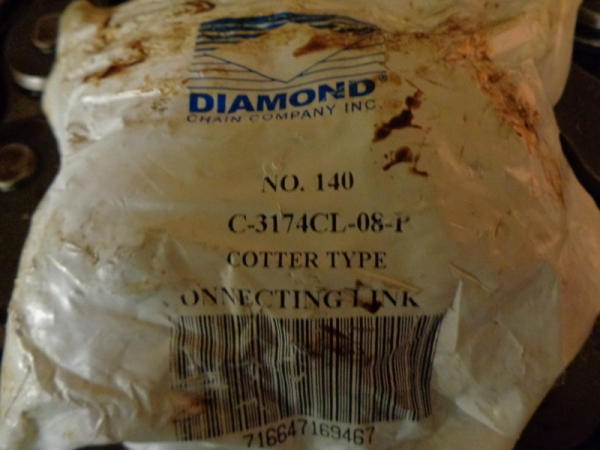 DIAMOND®
CHAIN COMPANY INC.
NO. 140
C-3174CL-08-P
COTTER TYPE
ONNECTING LINK
716647169467